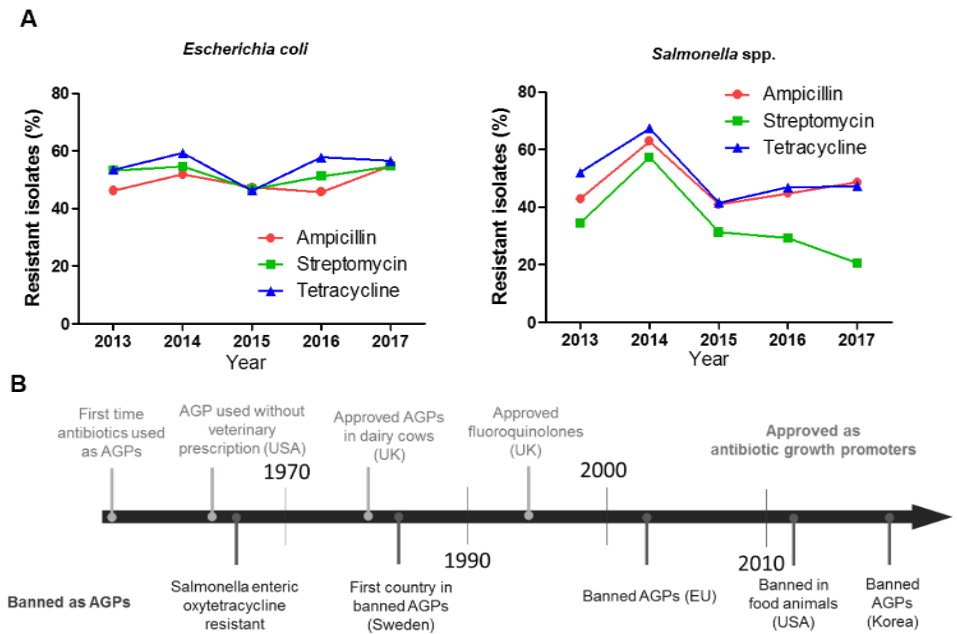 A
Escherichia coli
Resistant isolates (%)
80
60
40
20
0
Ampicillin
Streptomycin
Tetracycline
2013 2014 2015 2016 2017
Year
Salmonella spp.
Resistant isolates (%)
80
60
40
20
0
Ampicillin
Streptomycin
Tetracycline
2013 2014 2015 2016 2017
Year
B
First time
antibiotics used
as AGPs
AGP used without
veterinary
prescription (USA)
1970
Approved AGPs
in dairy cows
(UK)
Approved
fluoroquinolones
(UK)
2000
Approved as
antibiotic growth promoters
Banned as AGPs
Salmonella enteric
oxytetracycline
resistant
First country in
banned AGPs
(Sweden)
1990
Banned AGPs (EU)
2010
Banned in
food animals
(USA)
Banned
AGPs
(Korea)